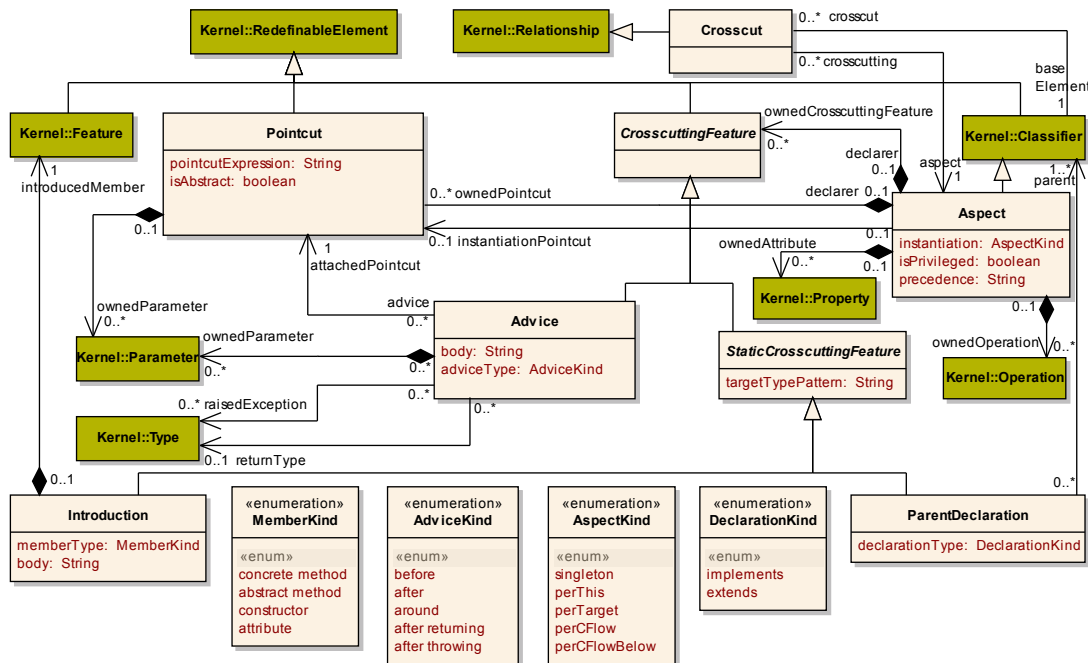 Kernel::RedefinableElement
Kernel::Relationship
Crosscut
0..* crosscut
0..* crosscutting
base
Element
1
Kernel::Feature
1
introducedMember
Pointcut
pointcutExpression: String
isAbstract: boolean
CrosscuttingFeature
ownedCrosscuttingFeature
0..*
Kernel::Classifier
declarer
0..1
aspect
1
1..*
parent
0..* ownedPointcut
declarer
0..1
0..1 instantiationPointcut
0..1
Aspect
instantiation: AspectKind
isPrivileged: boolean
precedence: String
0..1
1
attachedPointcut
ownedAttribute
0..*
0..1
Kernel::Property
0..1
ownedParameter
0..*
advice
0..*
Advice
body: String
adviceType: AdviceKind
ownedParameter
0..*
0..*
Kernel::Parameter
StaticCrosscuttingFeature
targetTypePattern: String
ownedOperation
0..*
Kernel::Operation
0..* raisedException
0..*
0..*
Kernel::Type
0..1 returnType
0..1
0..*
Introduction
memberType: MemberKind
body: String
«enumeration»
MemberKind
«enum»
concrete method
abstract method
constructor
attribute
«enumeration»
AdviceKind
«enum»
before
after
around
after returning
after throwing
«enumeration»
AspectKind
«enum»
singleton
perThis
perTarget
perCFlow
perCFlowBelow
«enumeration»
DeclarationKind
«enum»
implements
extends
ParentDeclaration
declarationType: DeclarationKind